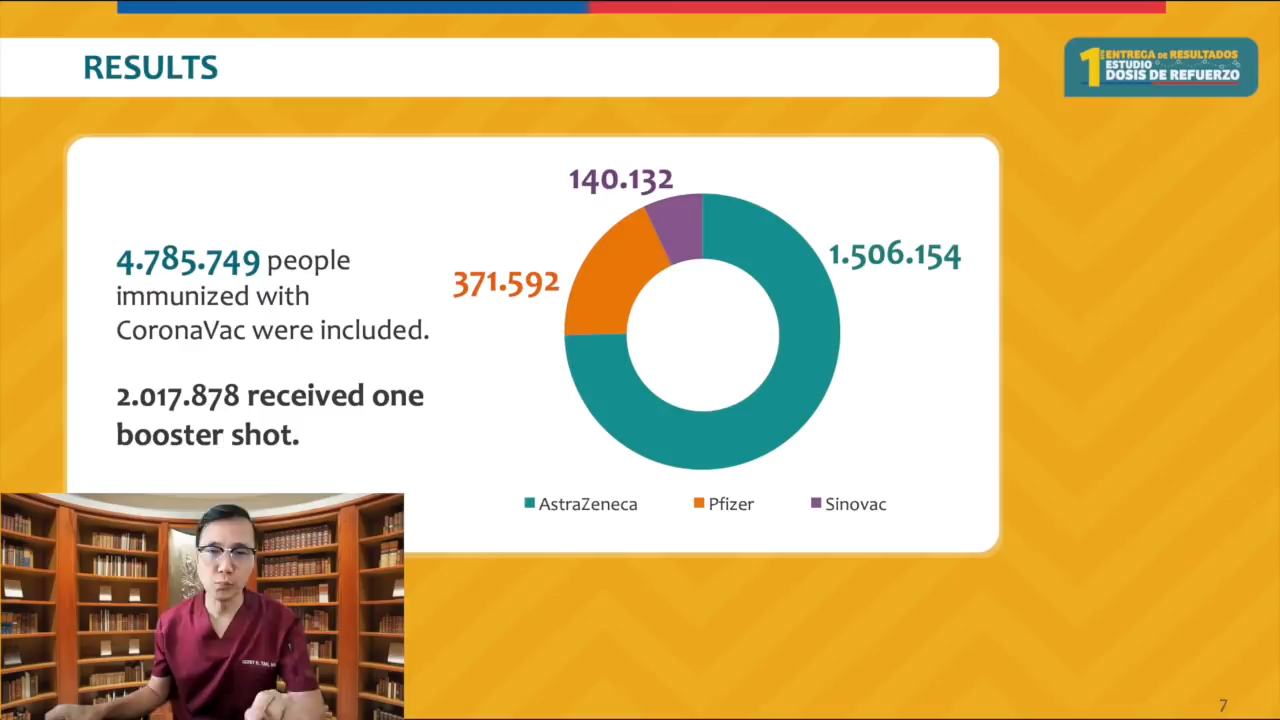 RESULTS
1
ENTREGA DE RESULTADOS
ESTUDIO
DOSIS DE REFUERZO
4.785.749 people
immunized with
CoronaVac were included.
2.017.878 received one
booster shot.
140.132
371.592
1.506.154
AstraZeneca
Pfizer
Sinovac
7